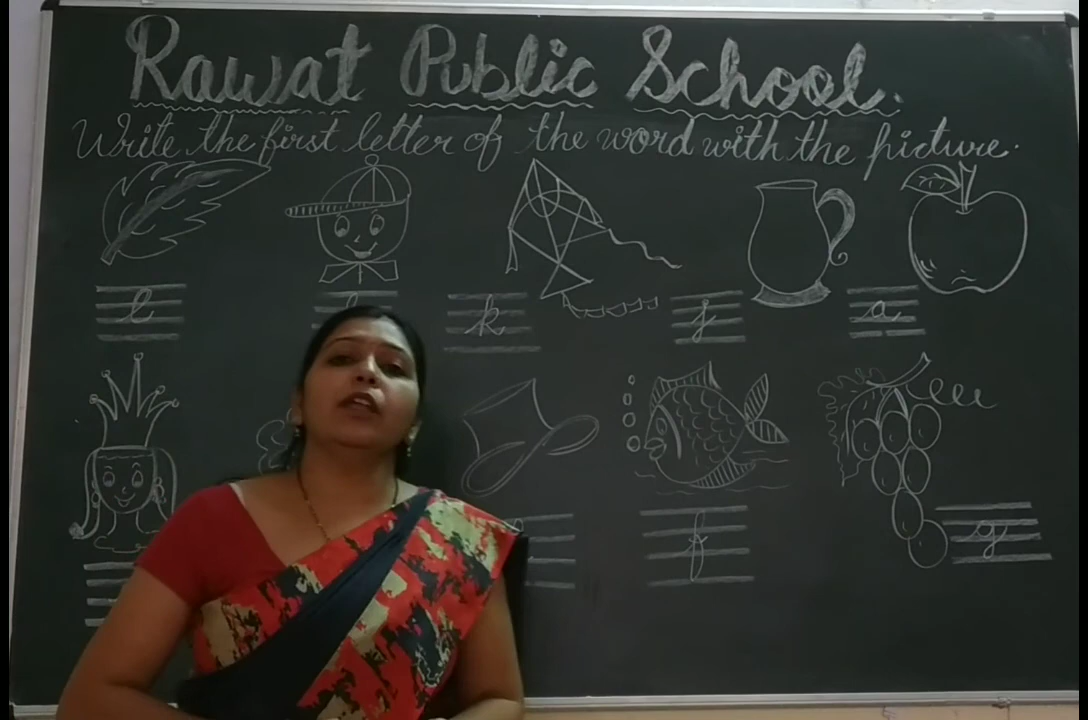 Rawat Public School.
Write the first letter of the word with the picture.
l
k
j
a
f
g